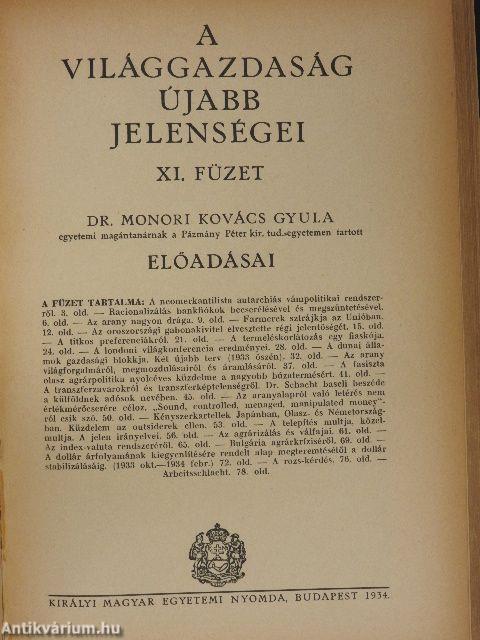 A
VILÁGGAZDASÁG
ÚJABB
JELENSÉGEI
XI. FÜZET
DR. MONORI KOVÁCS GYULA
egyetemi magántanárnak a Pázmány Péter kir. tud.-egyetemen tartott
ELŐADÁSAI
A FÜZET TARTALMA: A neomerkantilista autarchiás vámpolitikai rendszer-
ről. 3. old. — Racionalizálás bankfiókok becserélésével és megszüntetésével.
6. old. — Az arany nagyon drága. 9. old. — Farmerek sztrájkja az Unióban.
12. old. — Az oroszországi gabonakivitel elvesztette régi jelentőségét. 15. old.
— A titkos preferenciákról. 21. old. — A termeléskorlátozás egy fiaskója.
24. old. — A londoni világkonferencia eredményei. 28. old. — A dunai álla-
mok gazdasági blokkja. Két újabb terv (1933 őszén). 32. old. — Az arany
világforgalmáról, megmozdulásairól és áramlásáról. 37. old. — A fasiszta
olasz agrárpolitika nyolcéves küzdelme a nagyobb búzatermésért. 41. old. —
A transzferzavarokról és transzferképtelenségről. Dr. Schacht baseli beszéde
a külföldnek adósok nevében. 45. old. — Az aranyalapról való letérés nem
értékmérőcserére céloz. „Sound, controlled, menaged, manipulated money"-
ról csik szó. 50. old. — Kényszerkartellek Japánban, Olasz- és Németország-
ban. Küzdelem az outsiderek ellen. 53. old. — A telepítés multja, közel-
multja. A jelen irányelvei. 56. old. — Az agrárizálás és válfajai. 61. old. —
Az index-valuta rendszeréről. 65. old. — Bulgária agrárkríziséről. 69. old. —
A dollár árfolyamának kiegyenlítésére rendelt alap megteremtésétől a dollár
stabilizálásáig. (1933 okt.—1934 febr.) 72. old. — A rozs-kérdés. 76. old. —
Arbeitsschlacht. 78. old.
KIRÁLYI MAGYAR EGYETEMI NYOMDA, BUDAPEST 1934.
Antikvárium.hu